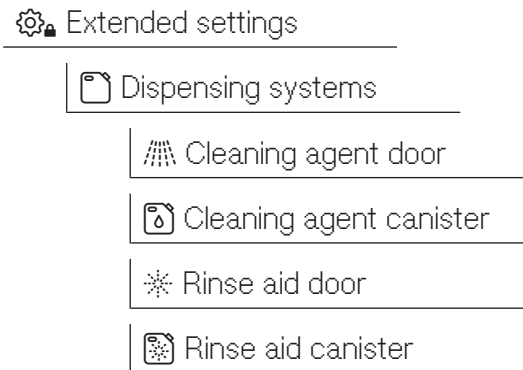 Extended settings
Dispensing systems
Cleaning agent door
Cleaning agent canister
Rinse aid door
Rinse aid canister